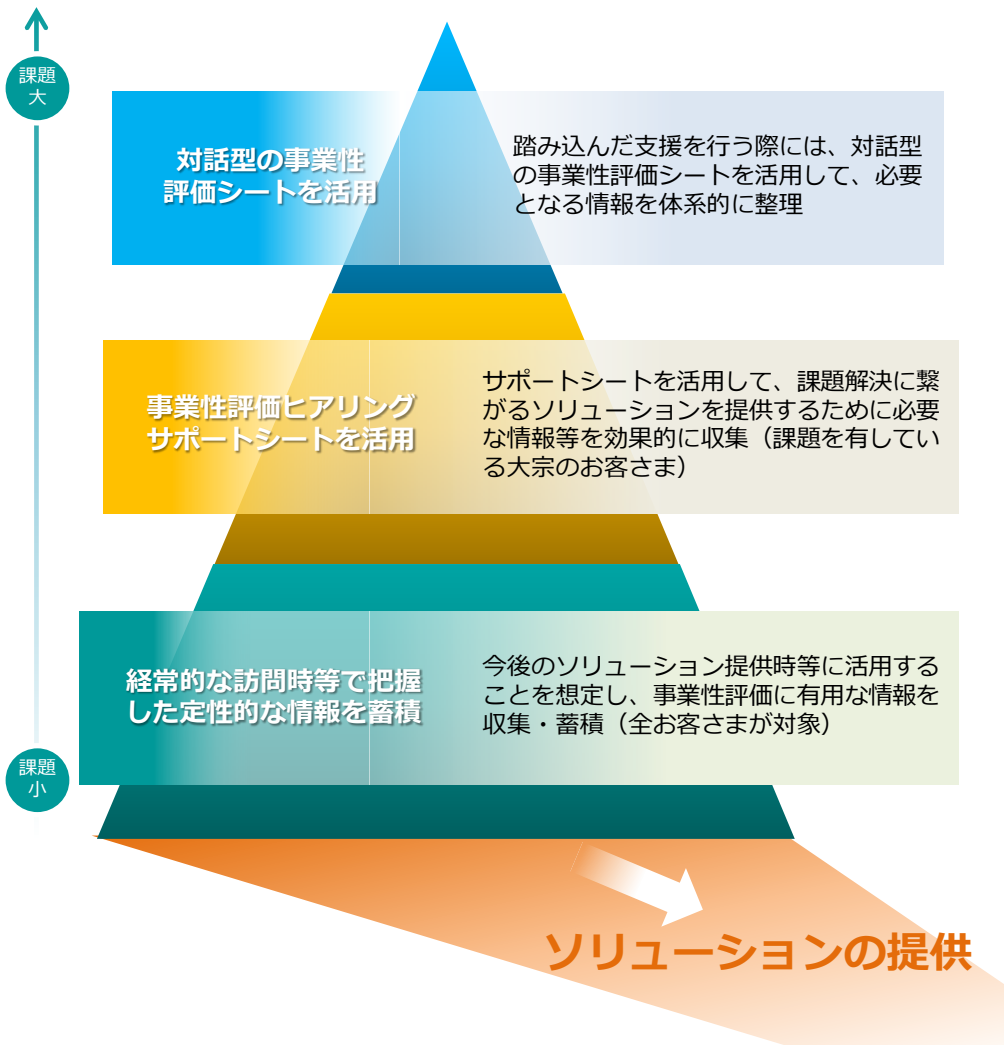 課題
大
対話型の事業性
評価シートを活用
踏み込んだ支援を行う際には、対話型
の事業性評価シートを活用して、必要
となる情報を体系的に整理
事業性評価ヒアリング
サポートシートを活用
サポートシートを活用して、課題解決に繋
がるソリューションを提供するために必要
な情報等を効果的に収集（課題を有してい
る大宗のお客さま）
経常的な訪問時等で把握
した定性的な情報を蓄積
今後のソリューション提供時等に活用する
ことを想定し、事業性評価に有用な情報を
収集・蓄積（全お客さまが対象）
課題
小
ソリューションの提供